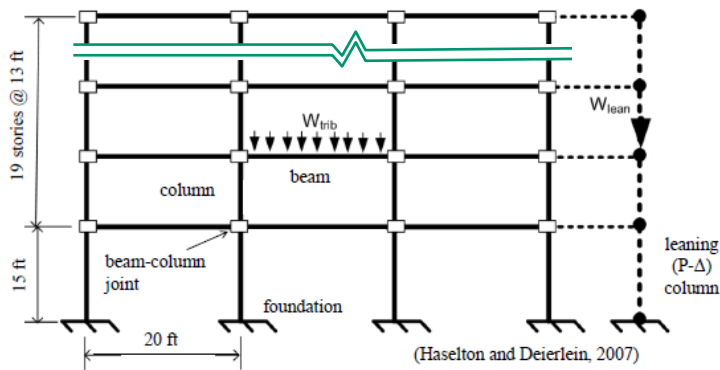 19 stories @ 13 ft
W_trib
W_lean
beam
column
15 ft
beam-column
joint
foundation
leaning
(P-Δ)
column
20 ft
(Haselton and Deierlein, 2007)